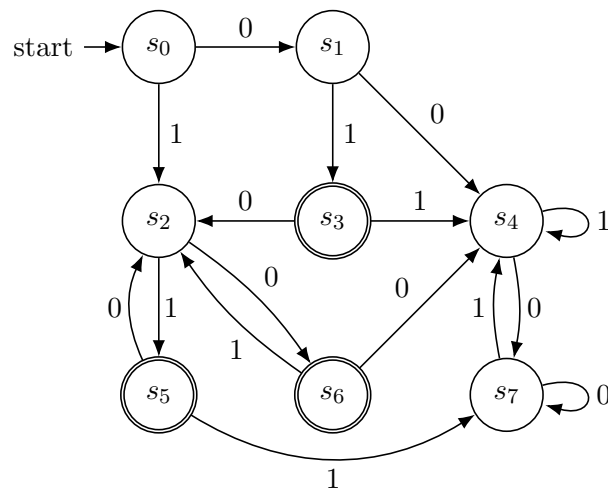 start s₀ 0 s₁
1 1 0
s₂ 0 s₃ 1 s₄ 1
0 1 0 1 0 1 0
s₅ s₆ s₇ 0
1